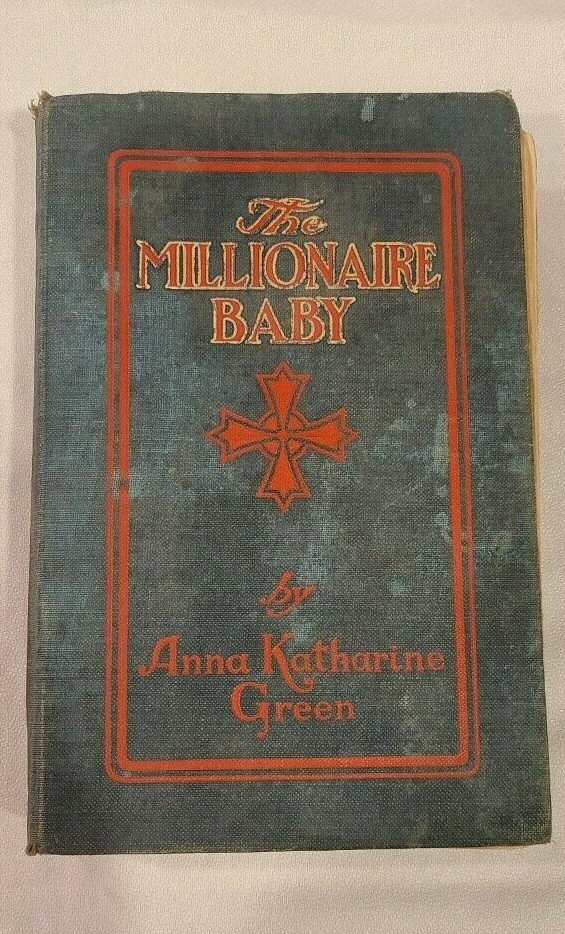 The
MILLIONAIRE
BABY
by
Anna Katharine
Green